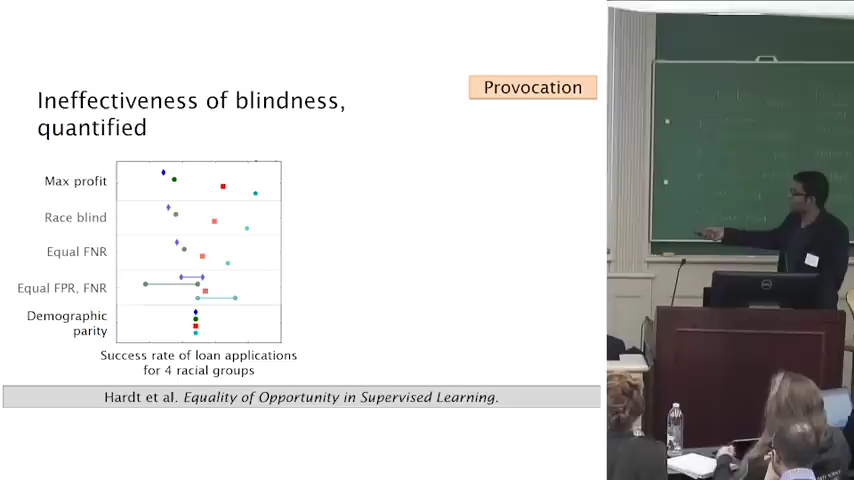 Provocation
Ineffectiveness of blindness,
quantified
Max profit
Race blind
Equal FNR
Equal FPR, FNR
Demographic
parity
Success rate of loan applications
for 4 racial groups
Hardt et al. Equality of Opportunity in Supervised Learning.